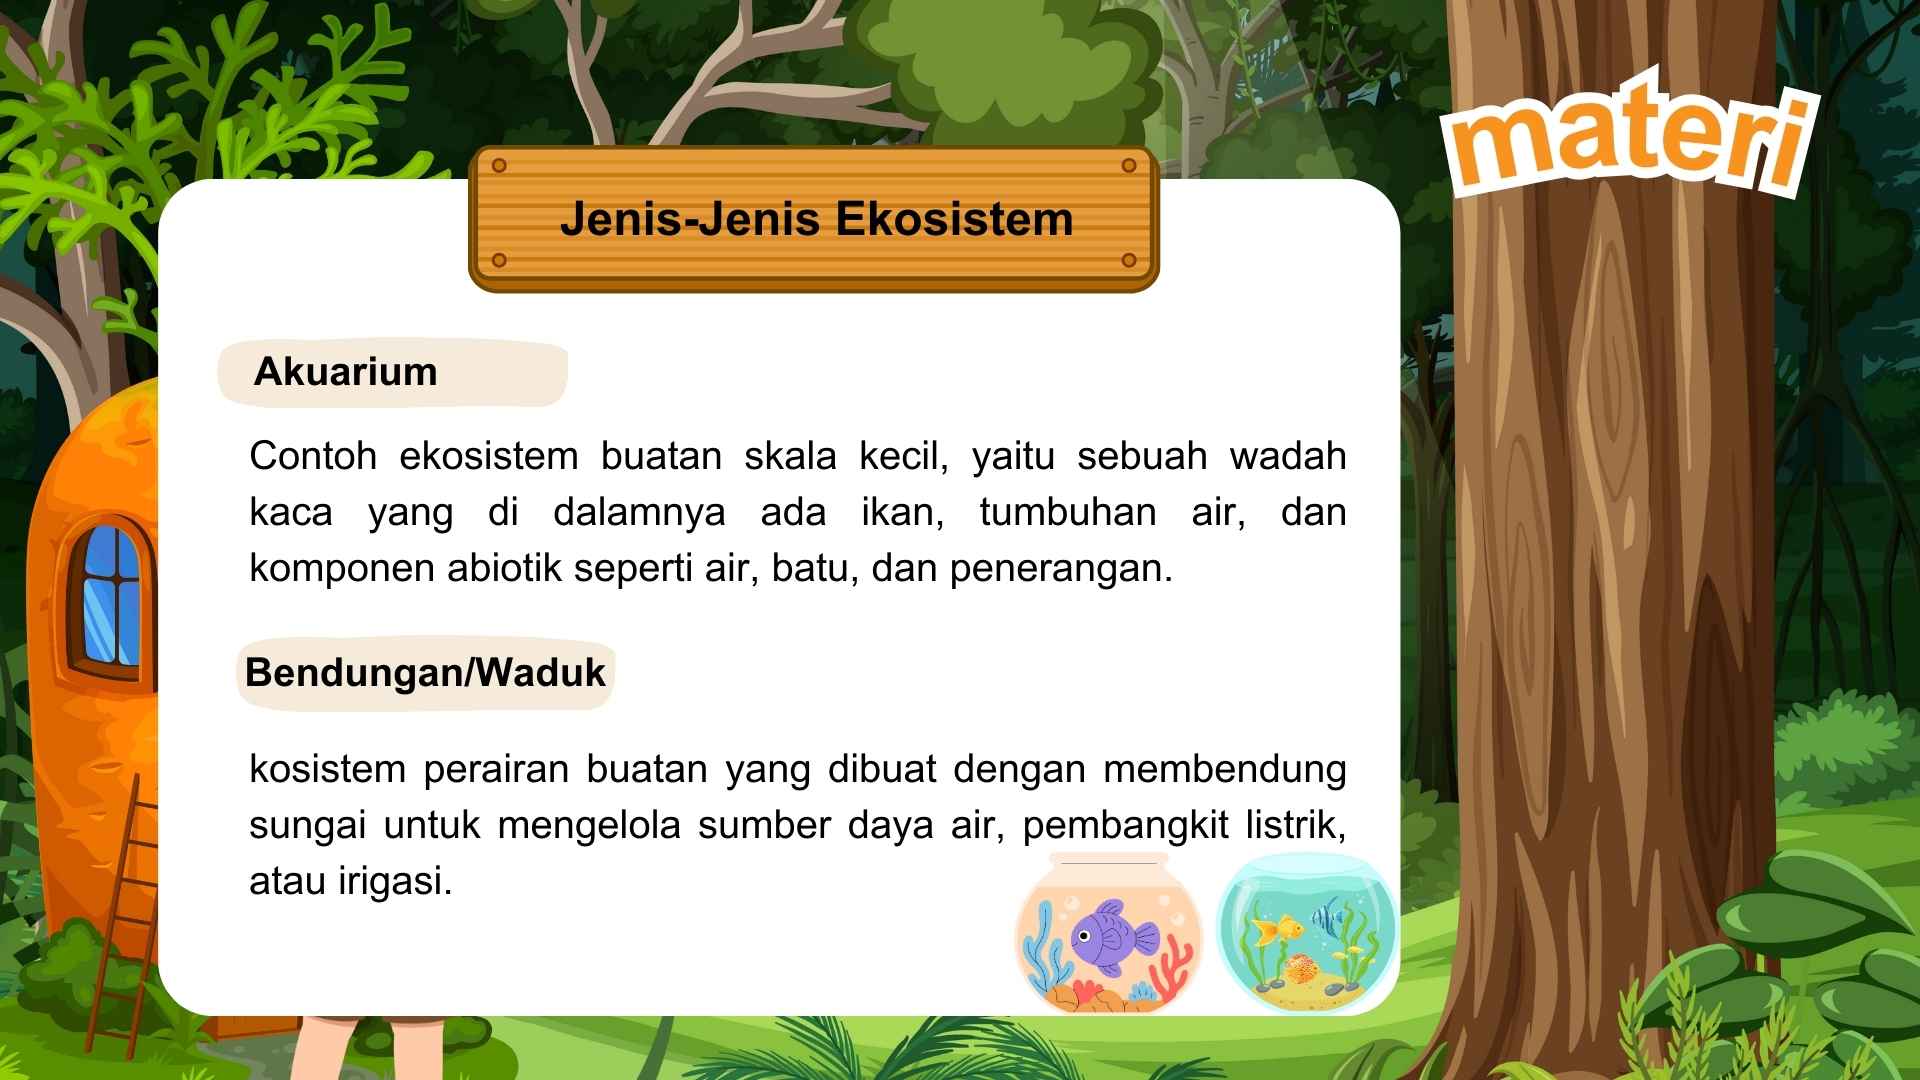 materi
Jenis-Jenis Ekosistem
Akuarium
Contoh ekosistem buatan skala kecil, yaitu sebuah wadah
kaca yang di dalamnya ada ikan, tumbuhan air, dan
komponen abiotik seperti air, batu, dan penerangan.
Bendungan/Waduk
kosistem perairan buatan yang dibuat dengan membendung
sungai untuk mengelola sumber daya air, pembangkit listrik,
atau irigasi.